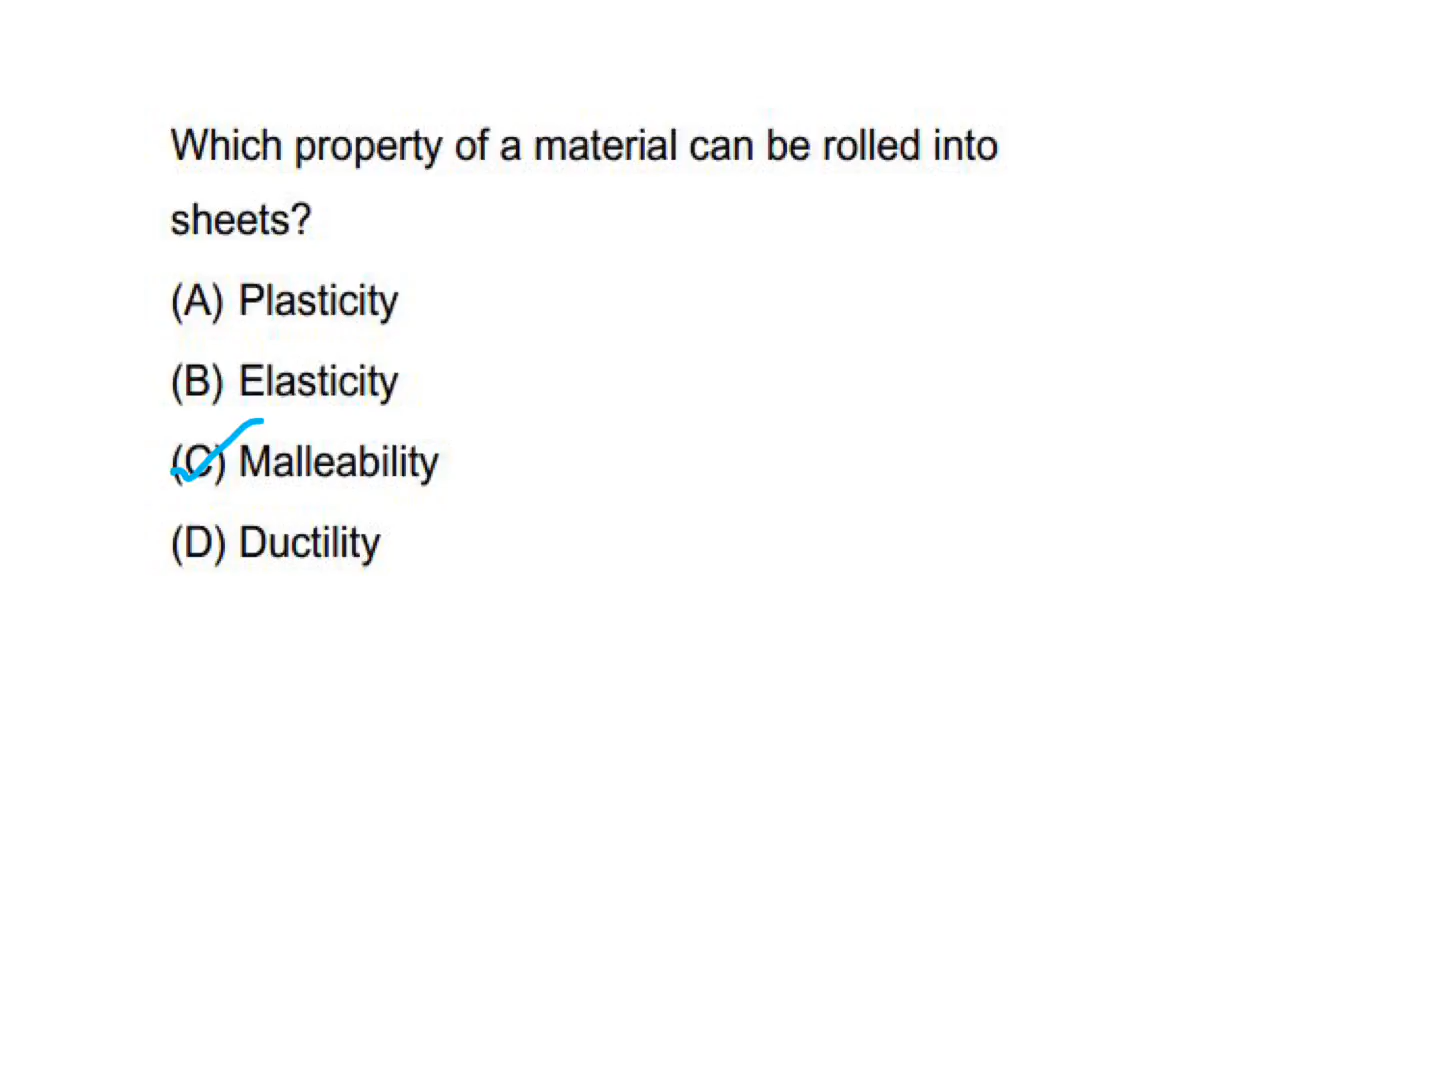 Which property of a material can be rolled into
sheets?
(A) Plasticity
(B) Elasticity
(C) Malleability
(D) Ductility